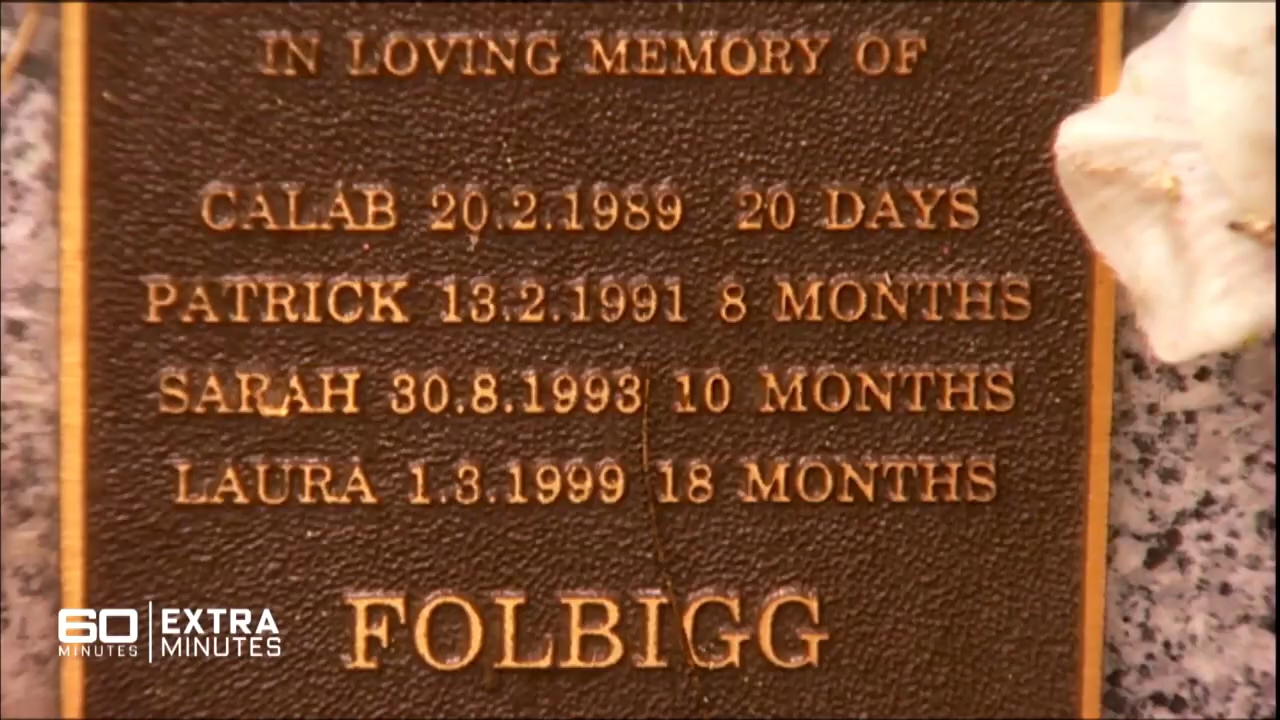 IN LOVING MEMORY OF
CALAB 20.2.1989 20 DAYS
PATRICK 13.2.1991 8 MONTHS
SARAH 30.8.1993 10 MONTHS
LAURA 1.3.1999 18 MONTHS
FOLBIGG
60 MINUTES EXTRA MINUTES